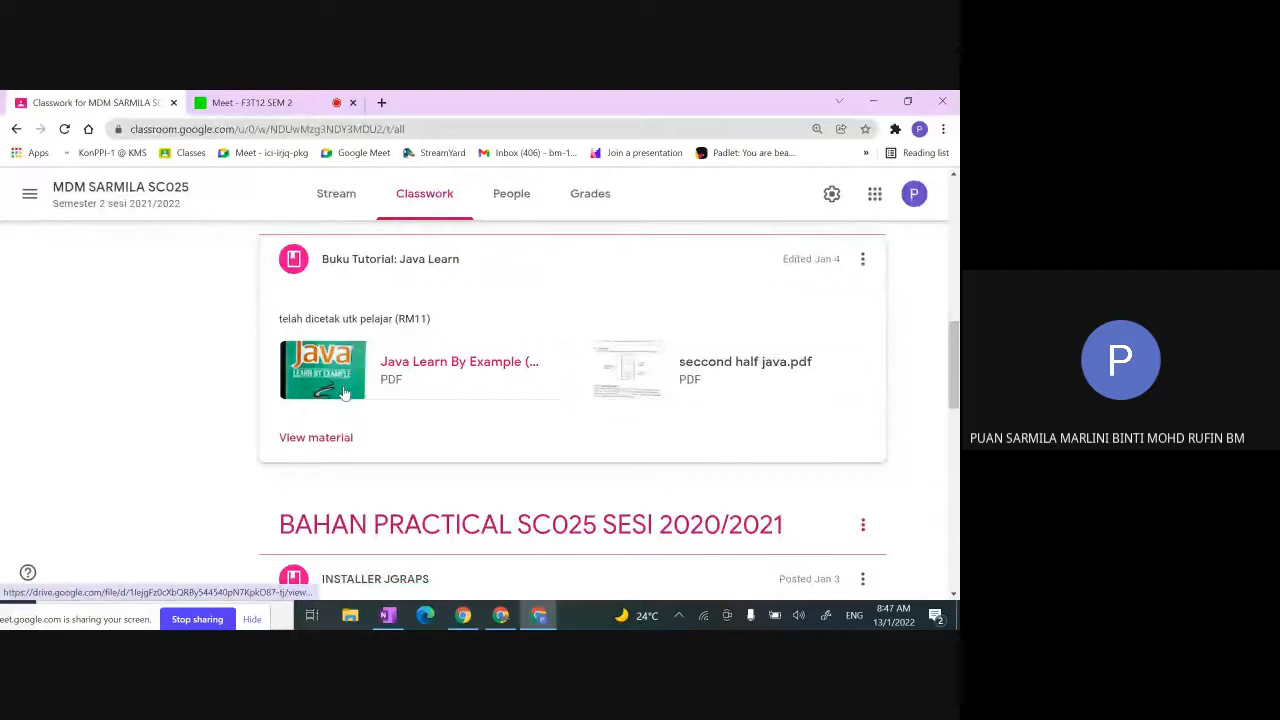 Classwork for MDM SARMILA SC
Meet - F3T12 SEM 2
classroom.google.com/u/0/w/NDUwMzg3NDY3MDU2/t/all
Apps
KonPPI-1 @ KMS
Classes
Meet - ici-irjq-pkg
Google Meet
StreamYard
Inbox (406) - bm-1...
Join a presentation
Padlet: You are bea...
»
Reading list
MDM SARMILA SC025
Semester 2 sesi 2021/2022
Stream
Classwork
People
Grades
P
Buku Tutorial: Java Learn
Edited Jan 4
telah dicetak utk pelajar (RM11)
Java
LEARN BY EXAMPLE
Java Learn By Example (...
PDF
seccond half java.pdf
PDF
View material
BAHAN PRACTICAL SC025 SESI 2020/2021
INSTALLER JGRAPS
Posted Jan 3
eet.google.com is sharing your screen.
Stop sharing
Hide
24°C
ENG
8:47 AM
13/1/2022
2
P
PUAN SARMILA MARLINI BINTI MOHD RUFIN BM